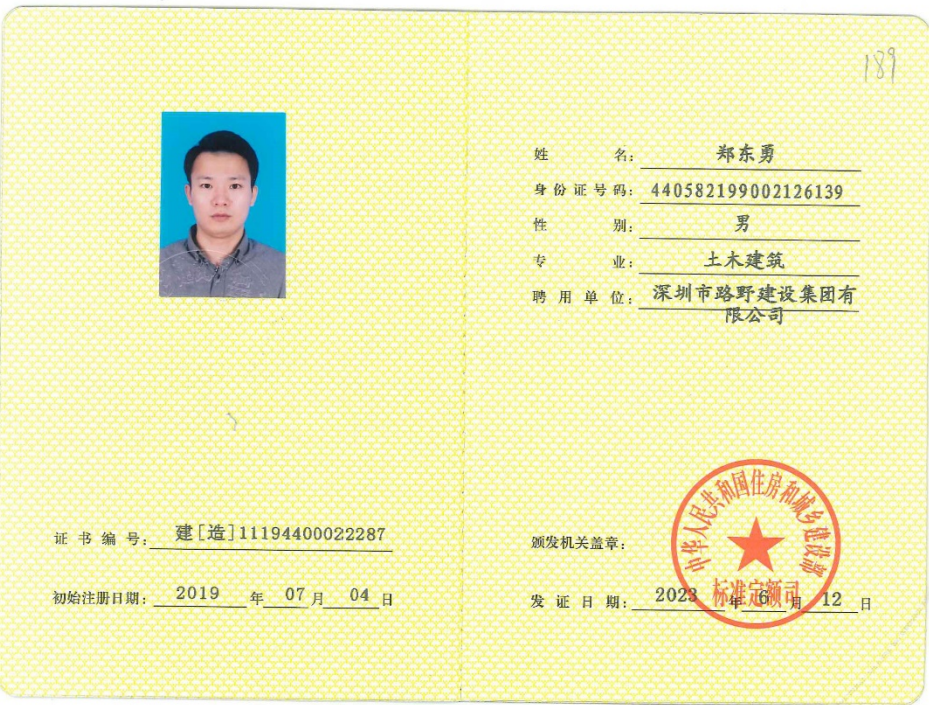 189
姓名: 郑东勇
身份证号码: 440582199002126139
性别: 男
专业: 土木建筑
聘用单位: 深圳市路野建设集团有
限公司
证书编号: 建[造]11194400022287
初始注册日期: 2019 年 07 月 04 日
颁发机关盖章:
中华人民共和国住房和城乡建设部
标准定额司
发证日期: 2023 年 6 月 12 日